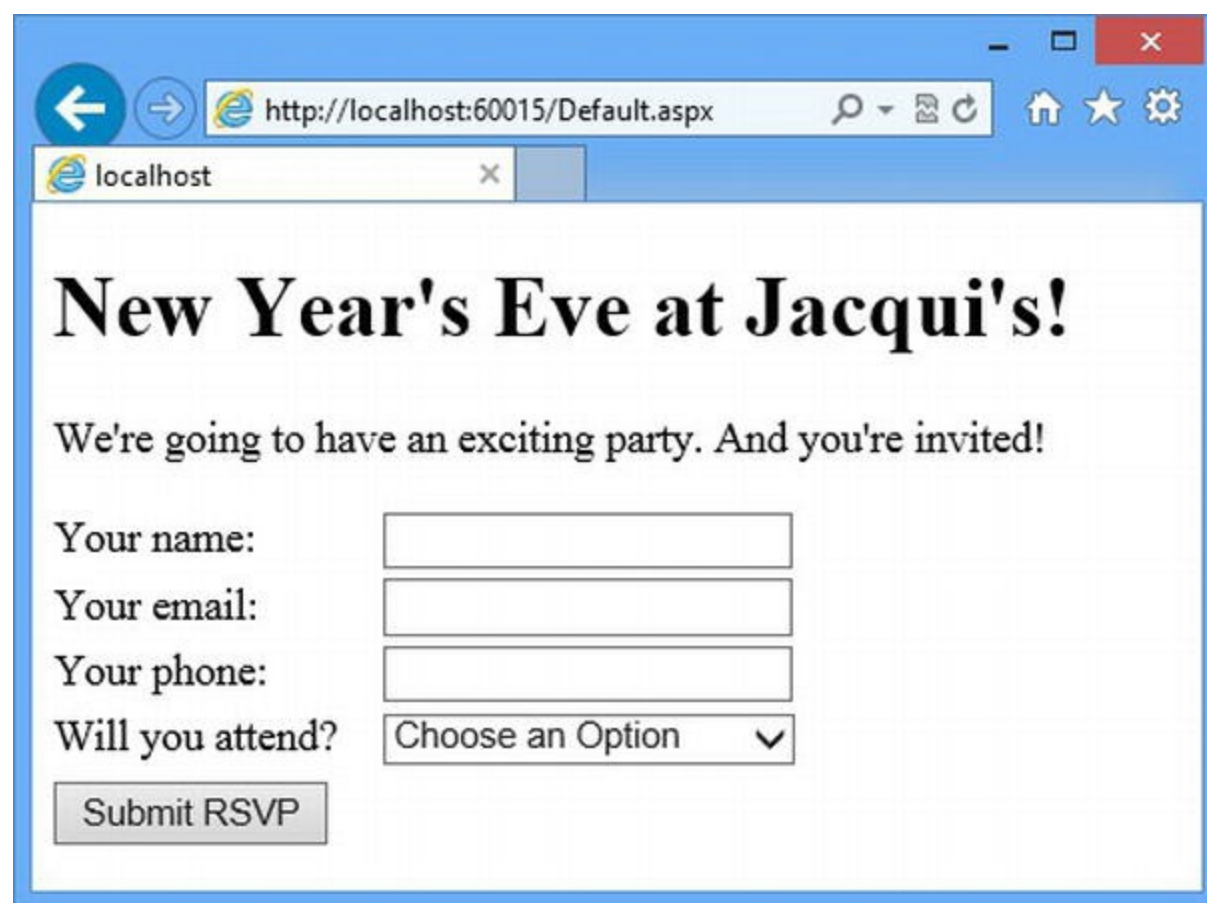 http://localhost:60015/Default.aspx
localhost
New Year's Eve at Jacqui's!
We're going to have an exciting party. And you're invited!
Your name:
Your email:
Your phone:
Will you attend? Choose an Option
Submit RSVP